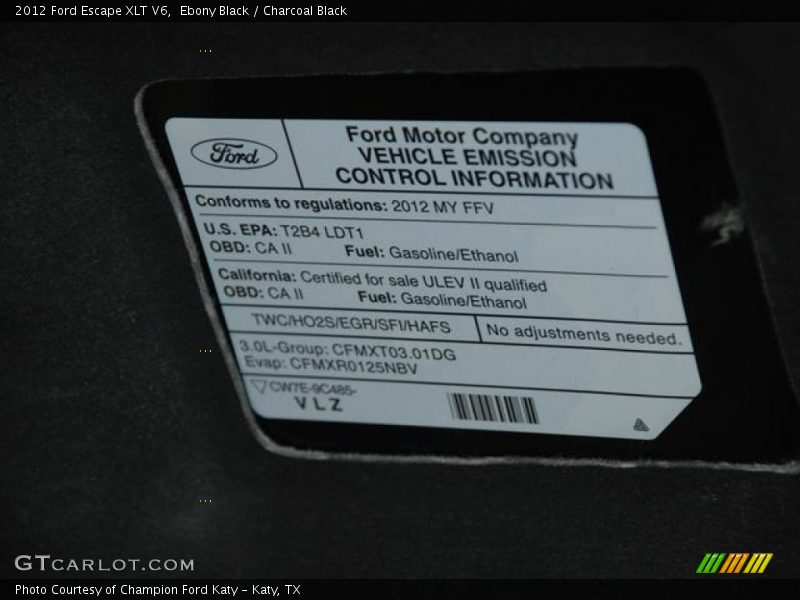 2012 Ford Escape XLT V6, Ebony Black / Charcoal Black
Ford
Ford Motor Company
VEHICLE EMISSION
CONTROL INFORMATION
Conforms to regulations: 2012 MY FFV
U.S. EPA: T2B4 LDT1
OBD: CA II Fuel: Gasoline/Ethanol
California: Certified for sale ULEV II qualified
OBD: CA II Fuel: Gasoline/Ethanol
TWC/HO2S/EGR/SFI/HAFS No adjustments needed.
3.0L-Group: CFMXT03.01DG
Evap: CFMXR0125NBV
CW7E-9C485-
VLZ
GTCARLOT.COM
Photo Courtesy of Champion Ford Katy – Katy, TX